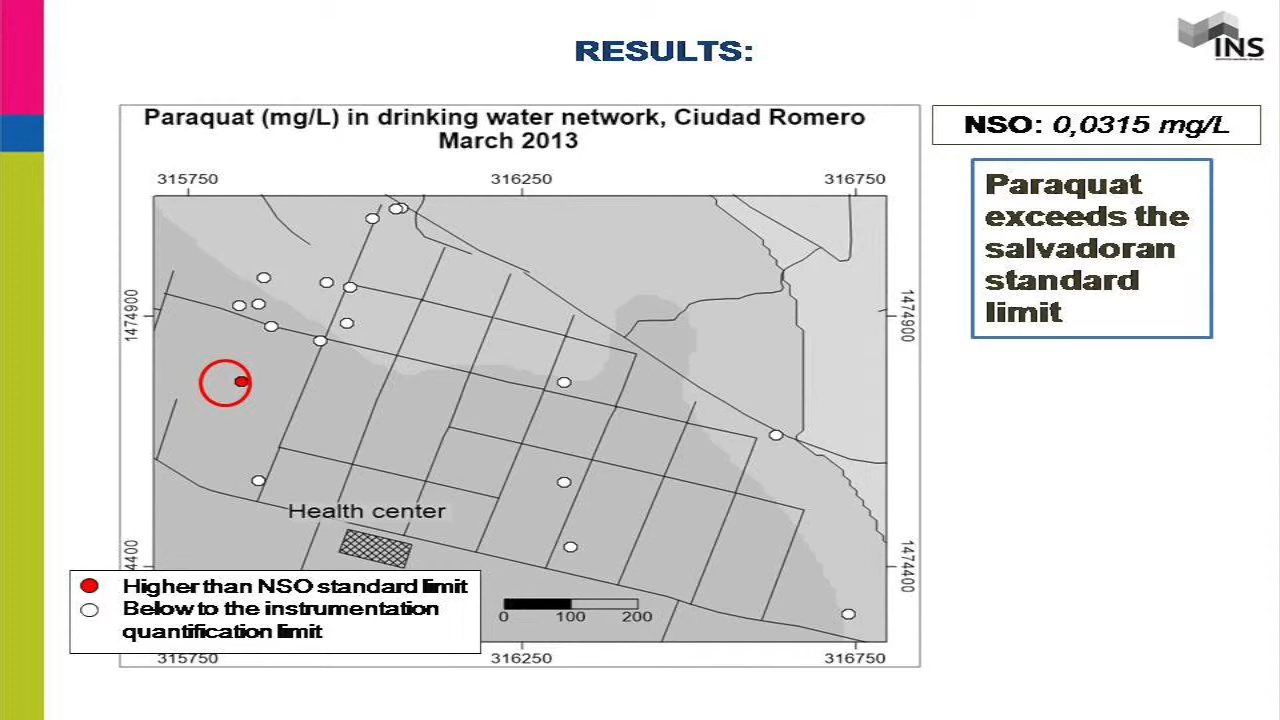 INS
RESULTS:
Paraquat (mg/L) in drinking water network, Ciudad Romero
March 2013
NSO: 0,0315 mg/L
Paraquat
exceeds the
salvadoran
standard
limit
315750 316250 316750
1474900 1474900
Health center
4400 1474400
Higher than NSO standard limit
Below to the instrumentation
quantification limit
0 100 200
315750 316250 316750